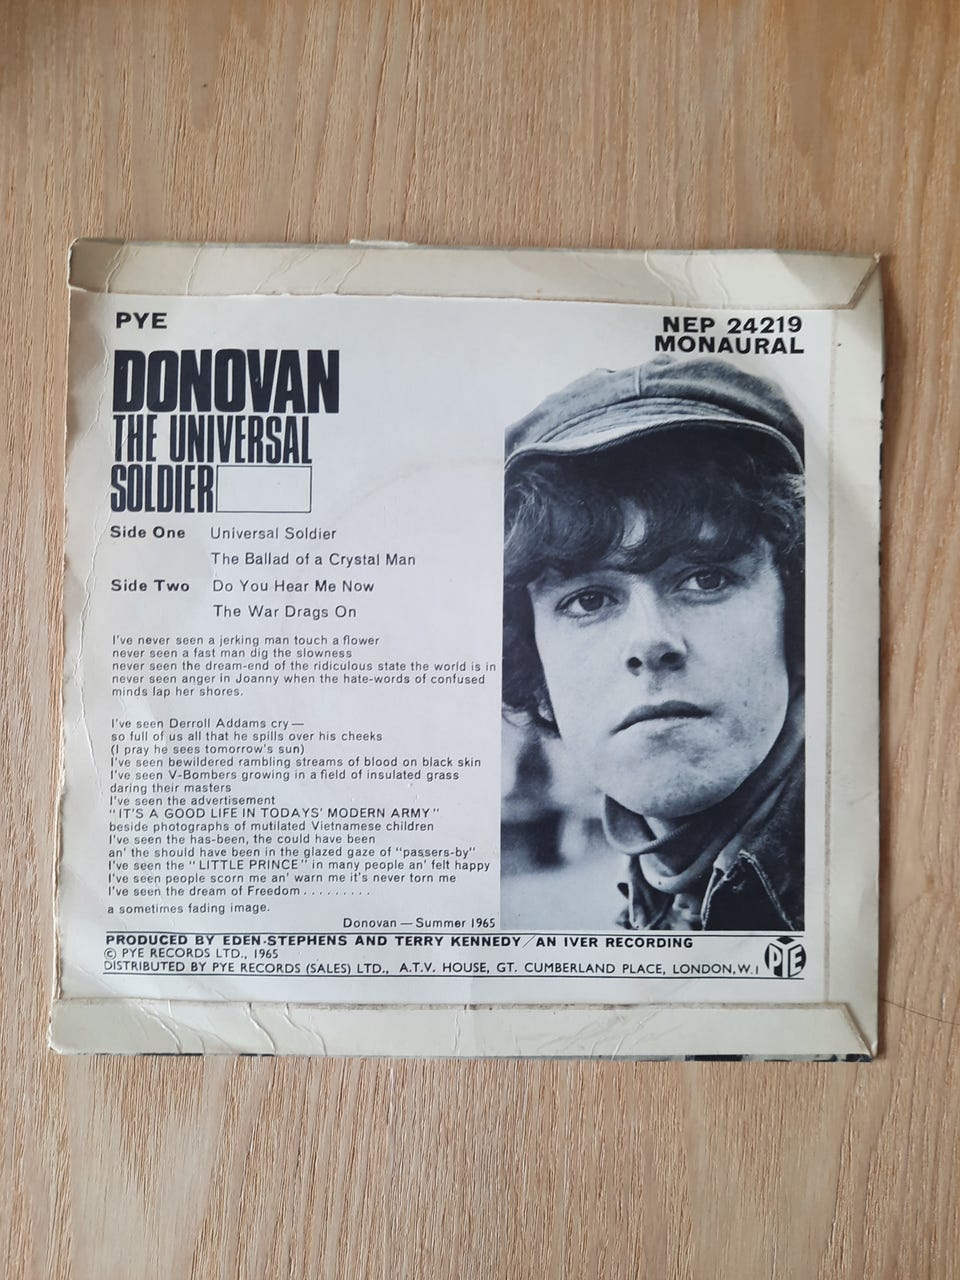 PYE
NEP 24219
MONAURAL
DONOVAN
THE UNIVERSAL
SOLDIER
Side One Universal Soldier
The Ballad of a Crystal Man
Side Two Do You Hear Me Now
The War Drags On
I've never seen a jerking man touch a flower
never seen a fast man dig the slowness
never seen the dream-end of the ridiculous state the world is in
never seen anger in Joanny when the hate-words of confused
minds lap her shores.
I've seen Derroll Addams cry —
so full of us all that he spills over his cheeks
(I pray he sees tomorrow's sun)
I've seen bewildered rambling streams of blood on black skin
I've seen V-Bombers growing in a field of insulated grass
daring their masters
I've seen the advertisement
"IT'S A GOOD LIFE IN TODAYS' MODERN ARMY"
beside photographs of mutilated Vietnamese children
I've seen the has-been, the could have been
an' the should have been in the glazed gaze of "passers-by"
I've seen the "LITTLE PRINCE" in many people an' felt happy
I've seen people scorn me an' warn me it's never torn me
I've seen the dream of Freedom . . . . . . . . .
a sometimes fading image.
Donovan — Summer 1965
PRODUCED BY EDEN-STEPHENS AND TERRY KENNEDY/AN IVER RECORDING
© PYE RECORDS LTD., 1965
DISTRIBUTED BY PYE RECORDS (SALES) LTD., A.T.V. HOUSE, GT. CUMBERLAND PLACE, LONDON, W.1
PYE